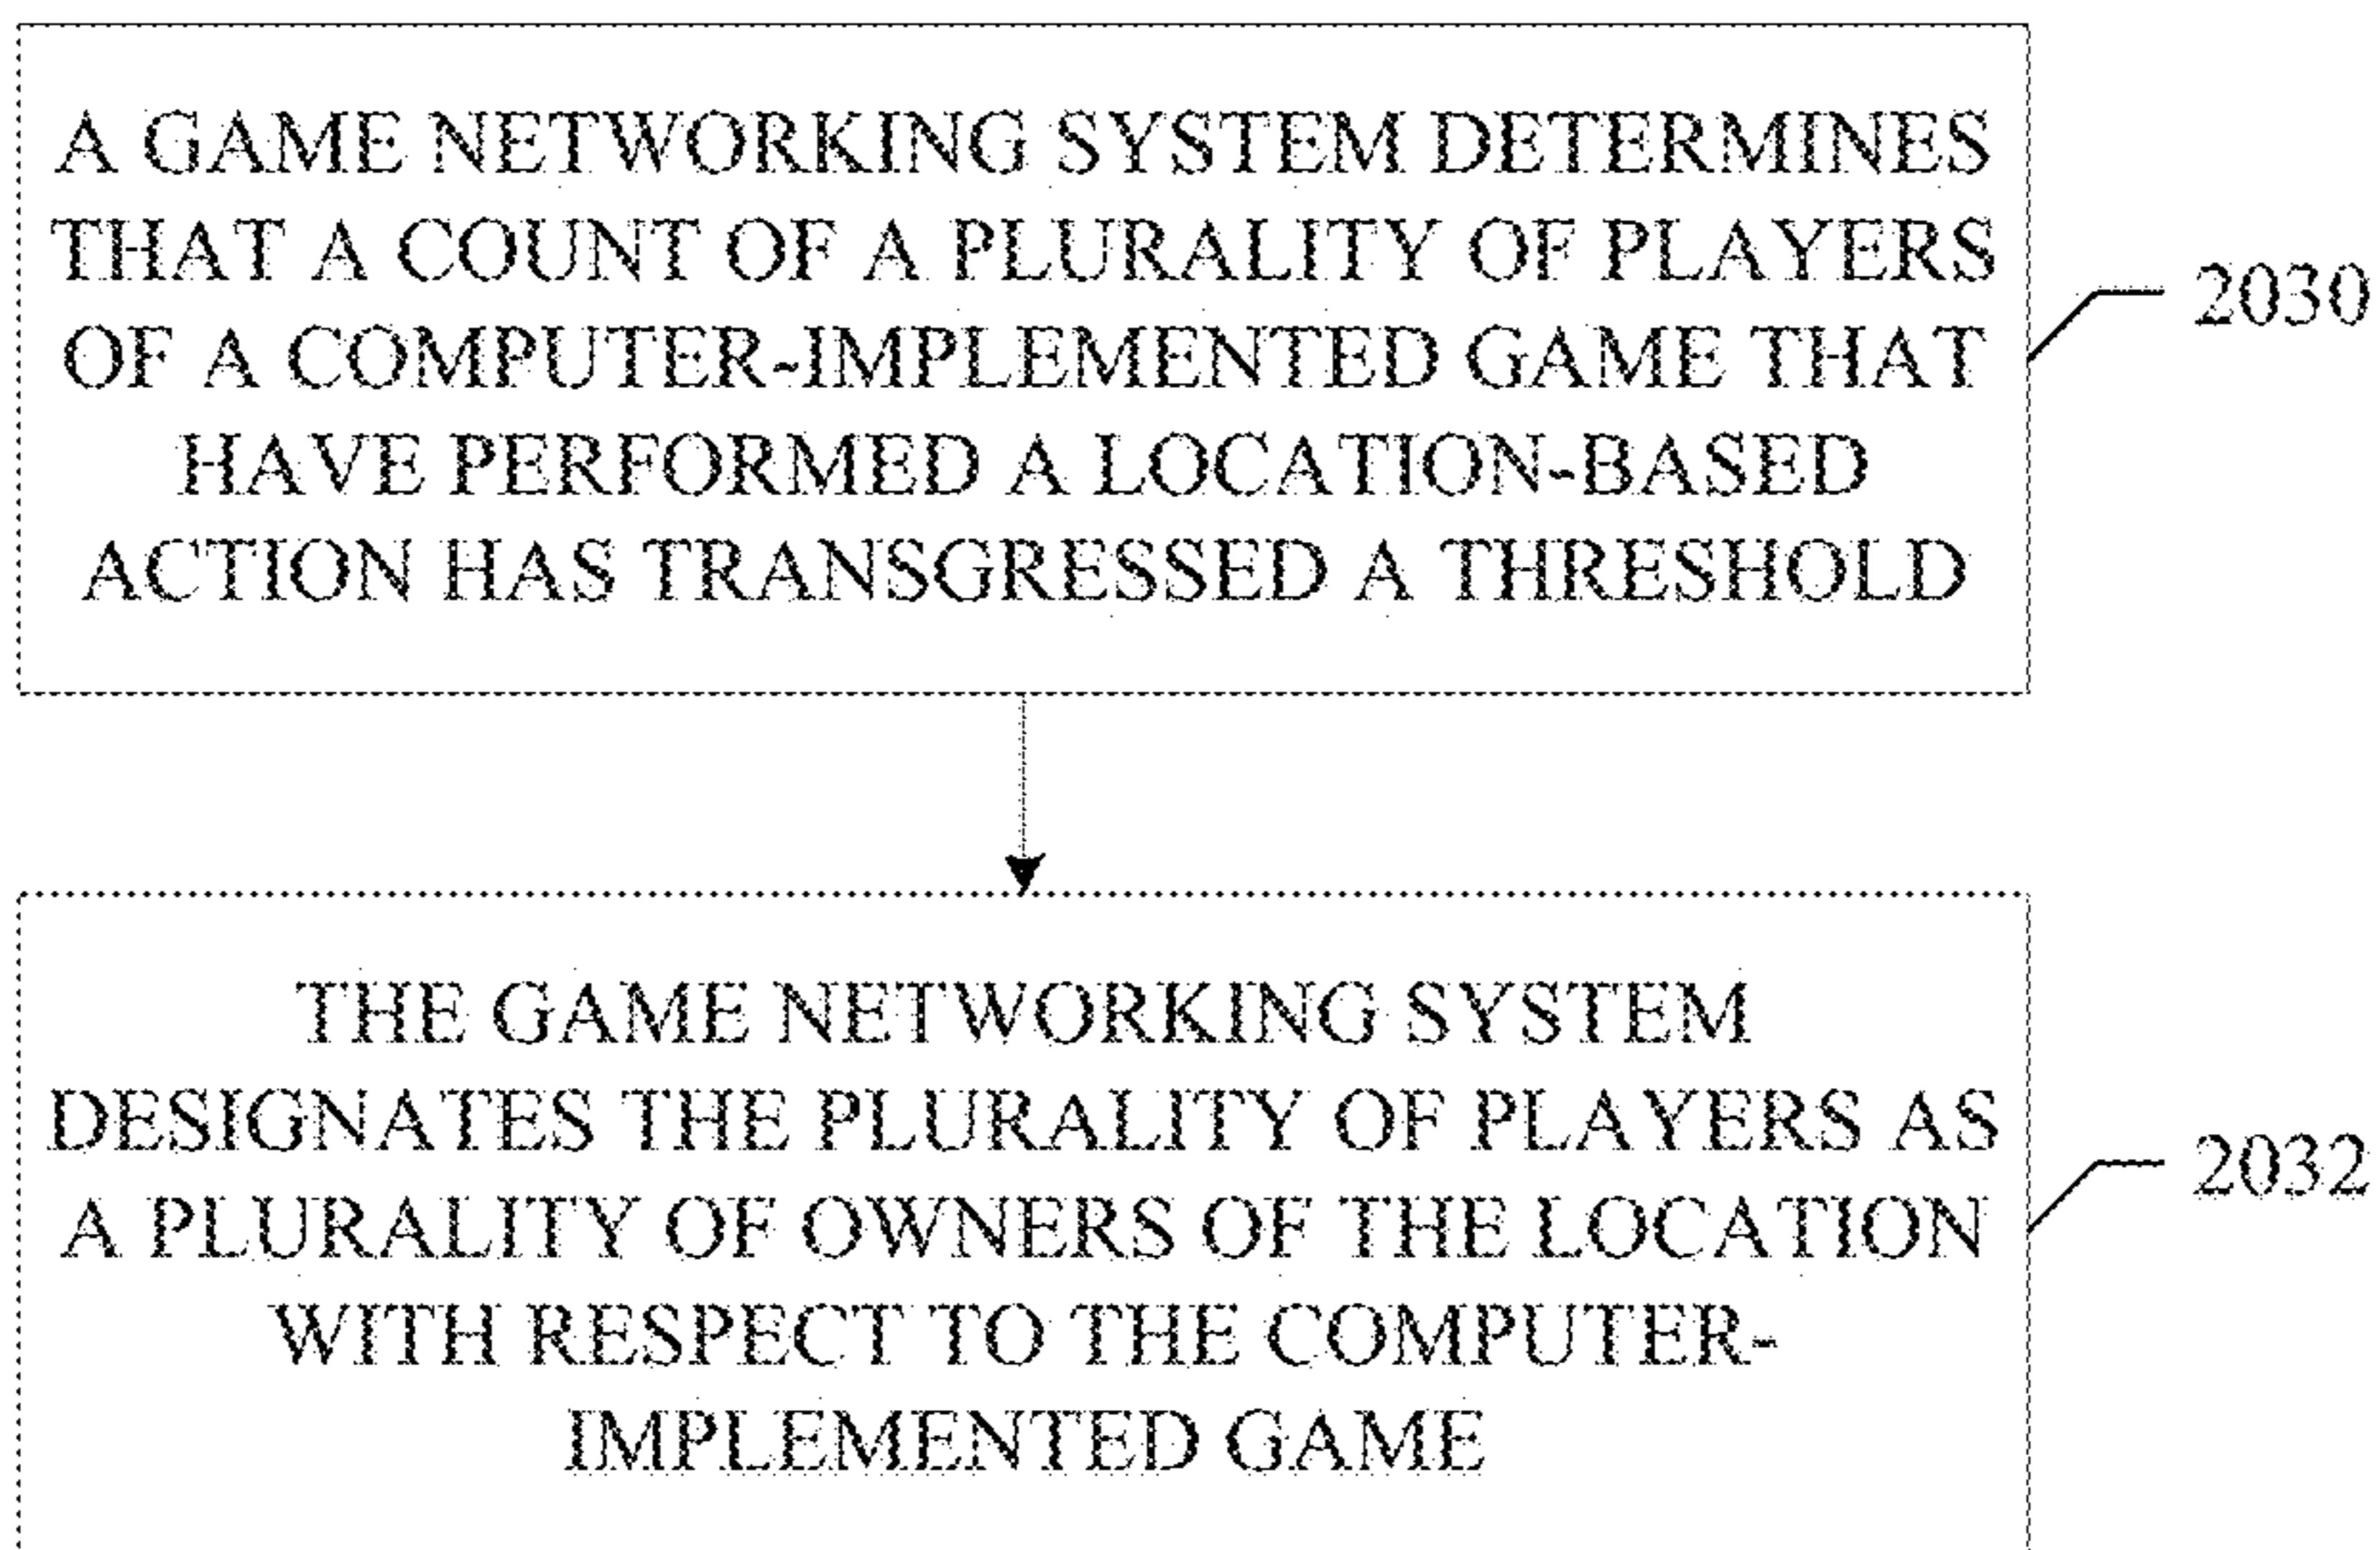 A GAME NETWORKING SYSTEM DETERMINES
THAT A COUNT OF A PLURALITY OF PLAYERS
OF A COMPUTER-IMPLEMENTED GAME THAT
HAVE PERFORMED A LOCATION-BASED
ACTION HAS TRANSGRESSED A THRESHOLD
2030
THE GAME NETWORKING SYSTEM
DESIGNATES THE PLURALITY OF PLAYERS AS
A PLURALITY OF OWNERS OF THE LOCATION
WITH RESPECT TO THE COMPUTER-
IMPLEMENTED GAME
2032